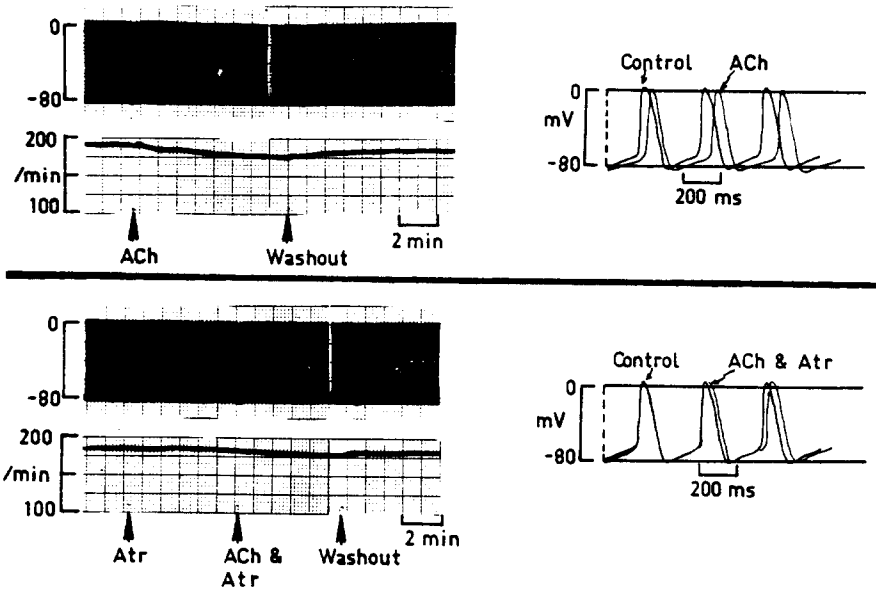 0
-80
200
/min
100
ACh
Washout
2 min
Control
ACh
0
mV
-80
200 ms
0
-80
200
/min
100
Atr
ACh &
Atr
Washout
2 min
Control
ACh & Atr
0
mV
-80
200 ms